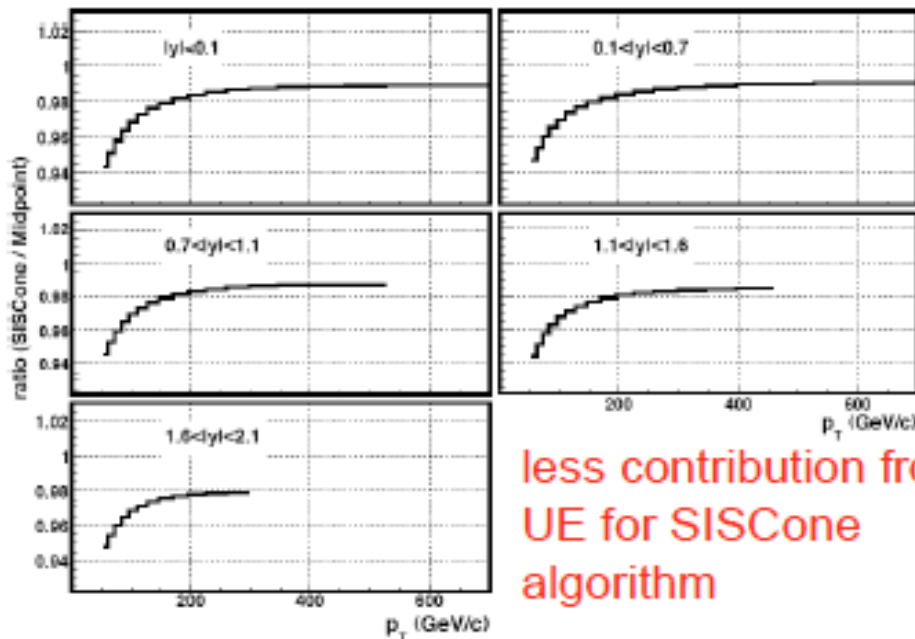 1.02
1
0.98
0.96
0.94
|y|<0.1
0.1<|y|<0.7
1.02
1
0.98
0.96
0.94
0.7<|y|<1.1
1.1<|y|<1.6
200 400 600
p_T (GeV/c)
1.02
1
0.98
0.96
0.94
1.6<|y|<2.1
200 400 600
p_T (GeV/c)
ratio (SISCone / Midpoint)
less contribution fro
UE for SISCone
algorithm